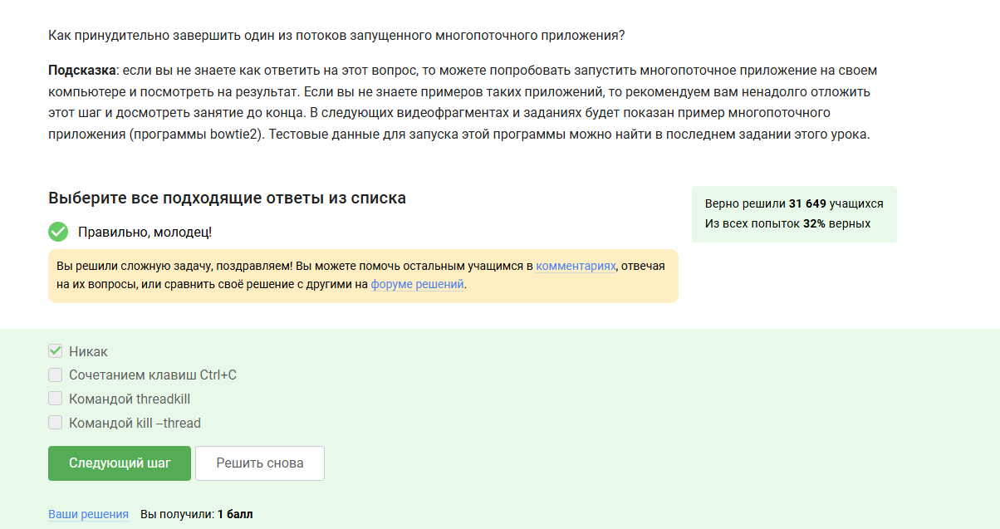 Как принудительно завершить один из потоков запущенного многопоточного приложения?
Подсказка: если вы не знаете как ответить на этот вопрос, то можете попробовать запустить многопоточное приложение на своем
компьютере и посмотреть на результат. Если вы не знаете примеров таких приложений, то рекомендуем вам ненадолго отложить
этот шаг и досмотреть занятие до конца. В следующих видеофрагментах и заданиях будет показан пример многопоточного
приложения (программы bowtie2). Тестовые данные для запуска этой программы можно найти в последнем задании этого урока.
Выберите все подходящие ответы из списка
Верно решили 31 649 учащихся
Из всех попыток 32% верных
Правильно, молодец!
Вы решили сложную задачу, поздравляем! Вы можете помочь остальным учащимся в комментариях, отвечая
на их вопросы, или сравнить своё решение с другими на форуме решений.
Никак
Сочетанием клавиш Ctrl+C
Командой threadkill
Командой kill --thread
Следующий шаг
Решить снова
Ваши решения Вы получили: 1 балл